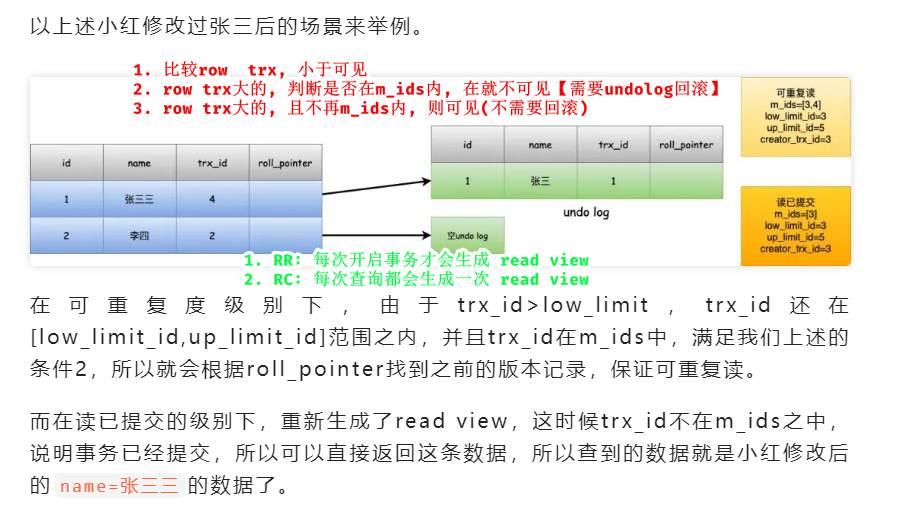 以上述小红修改过张三后的场景来举例。
1. 比较row trx, 小于可见
2. row trx大的, 判断是否在m_ids内, 在就不可见【需要undolog回滚】
3. row trx大的, 且不再m_ids内, 则可见(不需要回滚)
id name trx_id roll_pointer
1 张三三 4
2 李四 2
id name trx_id roll_pointer
1 张三 1
undo log
空undo log
可重复读
m_ids=[3,4]
low_limit_id=3
up_limit_id=5
creator_trx_id=3
读已提交
m_ids=[3]
low_limit_id=3
up_limit_id=5
creator_trx_id=3
1. RR: 每次开启事务才会生成 read view
2. RC: 每次查询都会生成一次 read view
在可重复度级别下，由于trx_id>low_limit，trx_id还在
[low_limit_id,up_limit_id]范围之内，并且trx_id在m_ids中，满足我们上述的
条件2，所以就会根据roll_pointer找到之前的版本记录，保证可重复读。
而在读已提交的级别下，重新生成了read view，这时候trx_id不在m_ids之中，
说明事务已经提交，所以可以直接返回这条数据，所以查到的数据就是小红修改后
的 name=张三三 的数据了。